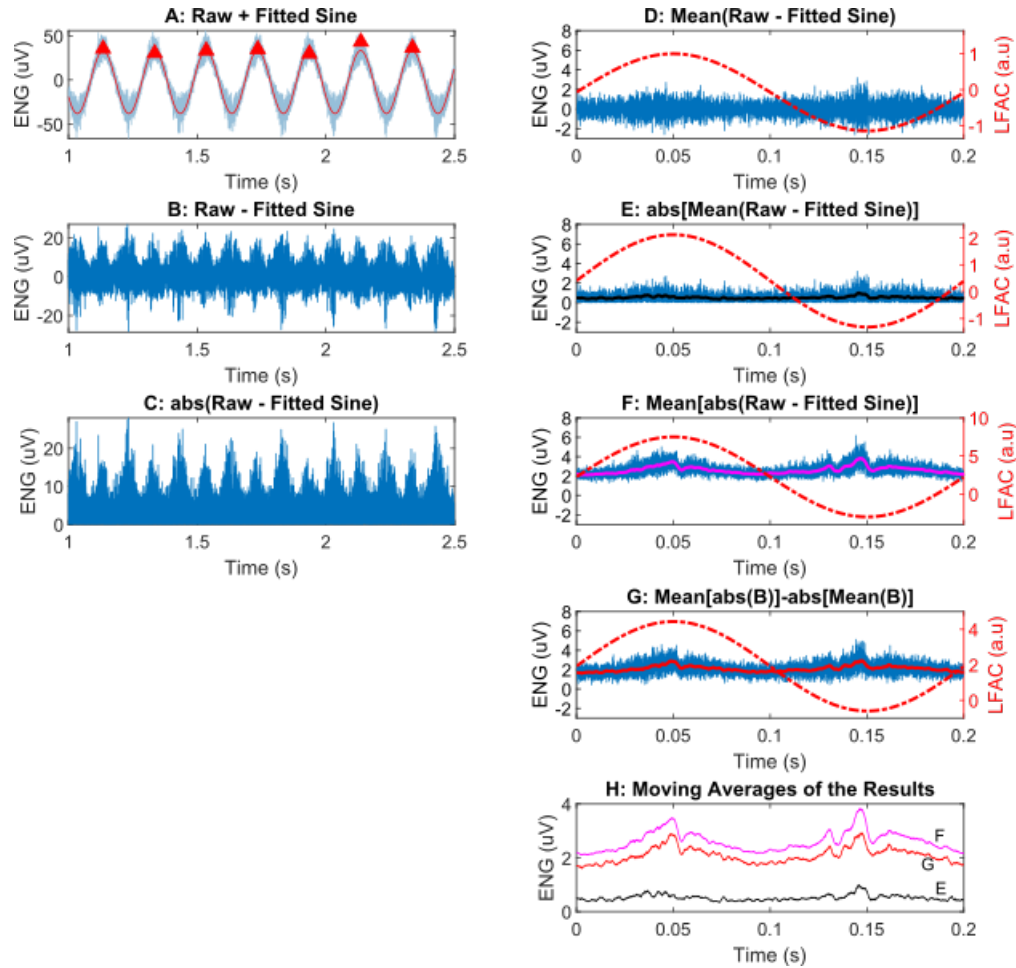 A: Raw + Fitted Sine
ENG (uV)
50
0
-50
1 1.5 2 2.5
Time (s)
B: Raw - Fitted Sine
ENG (uV)
20
0
-20
1 1.5 2 2.5
Time (s)
C: abs(Raw - Fitted Sine)
ENG (uV)
20
10
0
1 1.5 2 2.5
Time (s)
D: Mean(Raw - Fitted Sine)
ENG (uV)
8
6
4
2
0
-2
LFAC (a.u)
1
0
-1
0 0.05 0.1 0.15 0.2
Time (s)
E: abs[Mean(Raw - Fitted Sine)]
ENG (uV)
8
6
4
2
0
-2
LFAC (a.u)
2
1
0
-1
0 0.05 0.1 0.15 0.2
Time (s)
F: Mean[abs(Raw - Fitted Sine)]
ENG (uV)
8
6
4
2
0
-2
LFAC (a.u)
10
5
0
0 0.05 0.1 0.15 0.2
Time (s)
G: Mean[abs(B)]-abs[Mean(B)]
ENG (uV)
8
6
4
2
0
-2
LFAC (a.u)
4
2
0
0 0.05 0.1 0.15 0.2
Time (s)
H: Moving Averages of the Results
ENG (uV)
4
2
0
F
G
E
0 0.05 0.1 0.15 0.2
Time (s)